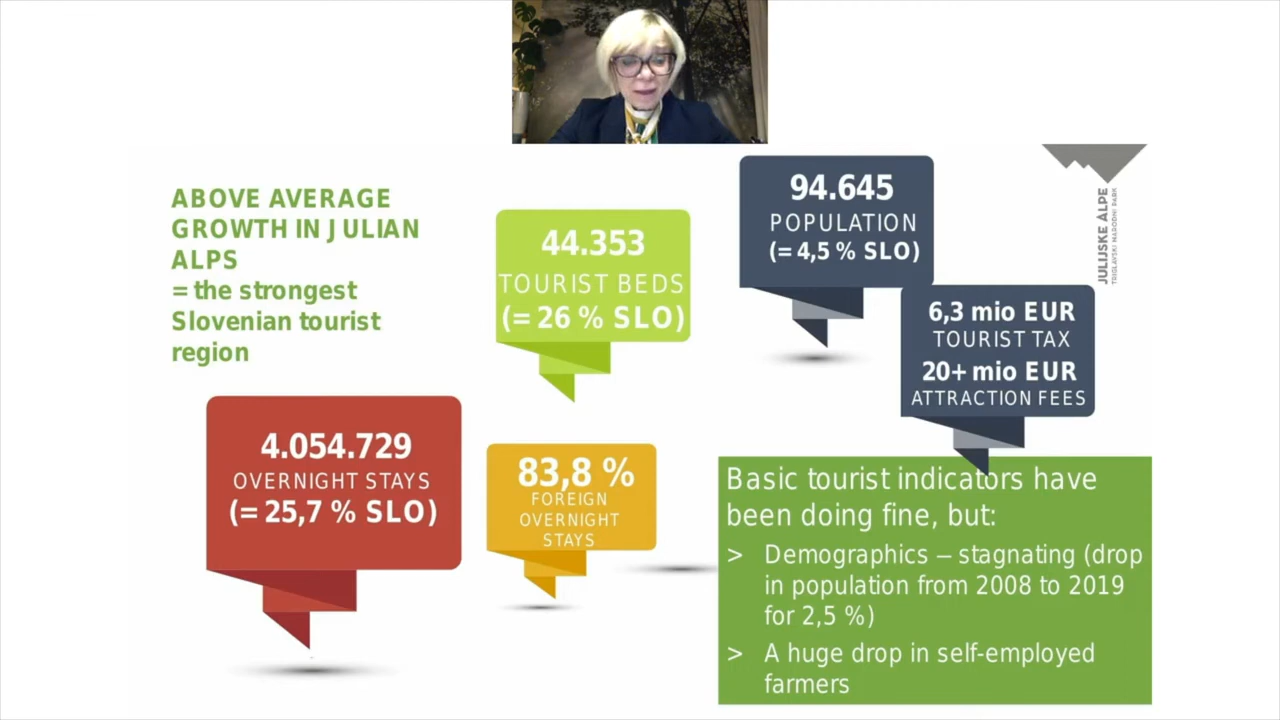 ABOVE AVERAGE
GROWTH IN JULIAN
ALPS
= the strongest
Slovenian tourist
region
44.353
TOURIST BEDS
(= 26 % SLO)
94.645
POPULATION
(= 4,5 % SLO)
JULIJSKE ALPE
TRIGLAVSKI NARODNI PARK
6,3 mio EUR
TOURIST TAX
20+ mio EUR
ATTRACTION FEES
4.054.729
OVERNIGHT STAYS
(= 25,7 % SLO)
83,8 %
FOREIGN
OVERNIGHT
STAYS
Basic tourist indicators have
been doing fine, but:
> Demographics – stagnating (drop
in population from 2008 to 2019
for 2,5 %)
> A huge drop in self-employed
farmers